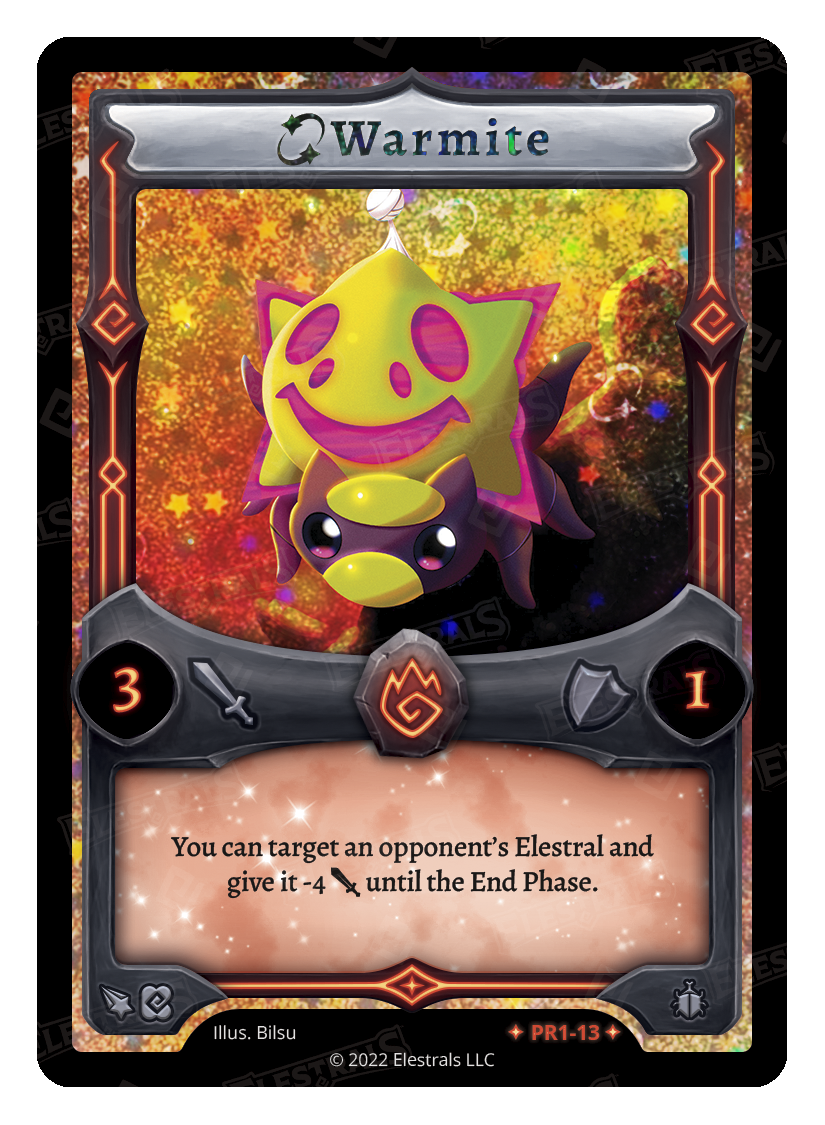 Warmite
3
1
You can target an opponent's Elestral and
give it -4 until the End Phase.
Illus. Bilsu
PR1-13
© 2022 Elestrals LLC
ELESTRALS